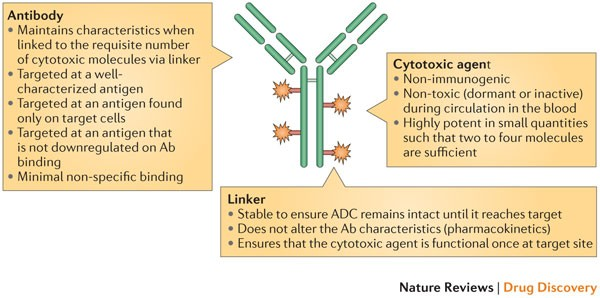 Antibody
• Maintains characteristics when
linked to the requisite number
of cytotoxic molecules via linker
• Targeted at a well-
characterized antigen
• Targeted at an antigen found
only on target cells
• Targeted at an antigen that
is not downregulated on Ab
binding
• Minimal non-specific binding
Cytotoxic agent
• Non-immunogenic
• Non-toxic (dormant or inactive)
during circulation in the blood
• Highly potent in small quantities
such that two to four molecules
are sufficient
Linker
• Stable to ensure ADC remains intact until it reaches target
• Does not alter the Ab characteristics (pharmacokinetics)
• Ensures that the cytotoxic agent is functional once at target site
Nature Reviews | Drug Discovery